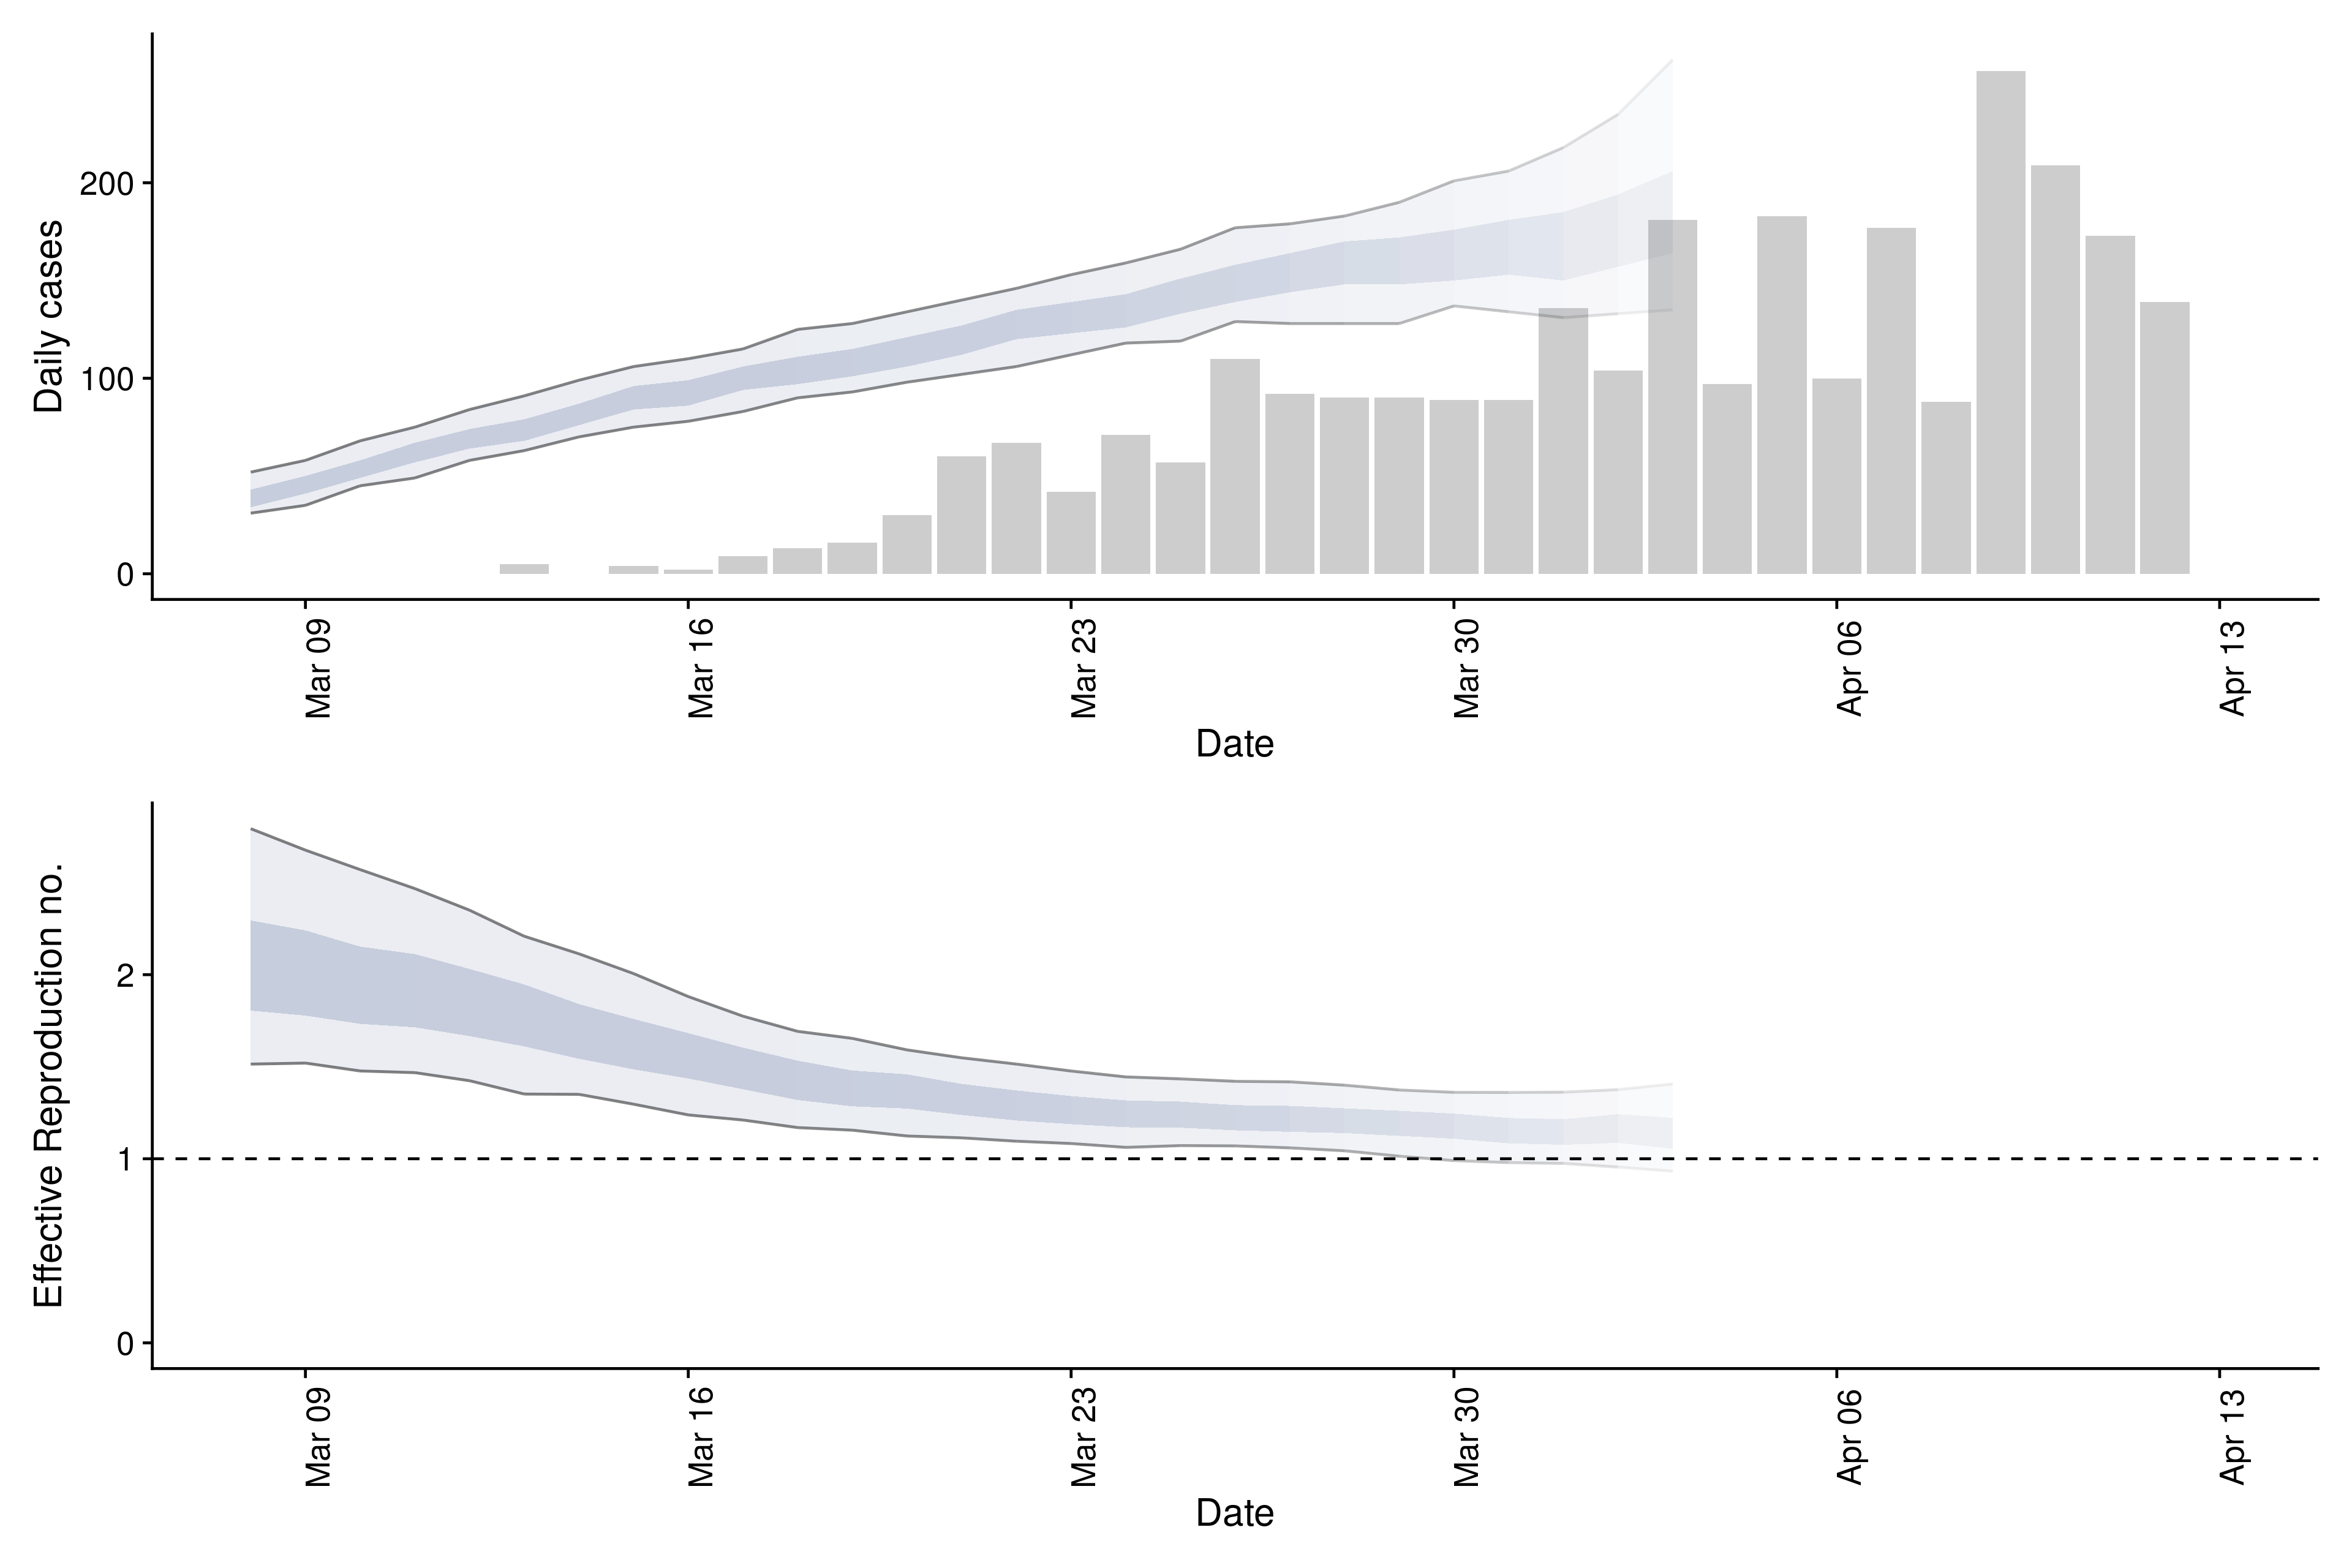 Daily cases
200
100
0
Mar 09
Mar 16
Mar 23
Mar 30
Apr 06
Apr 13
Date
Effective Reproduction no.
2
1
0
Mar 09
Mar 16
Mar 23
Mar 30
Apr 06
Apr 13
Date